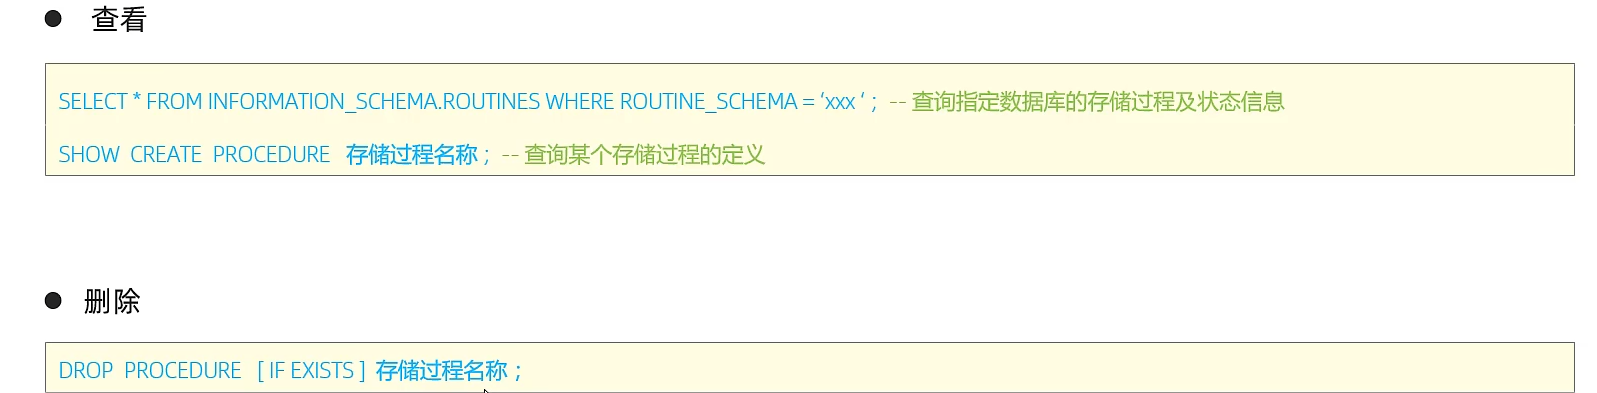 ● 查看
SELECT * FROM INFORMATION_SCHEMA.ROUTINES WHERE ROUTINE_SCHEMA = ‘xxx ‘ ; -- 查询指定数据库的存储过程及状态信息
SHOW CREATE PROCEDURE 存储过程名称 ; -- 查询某个存储过程的定义
● 删除
DROP PROCEDURE [ IF EXISTS ] 存储过程名称 ；